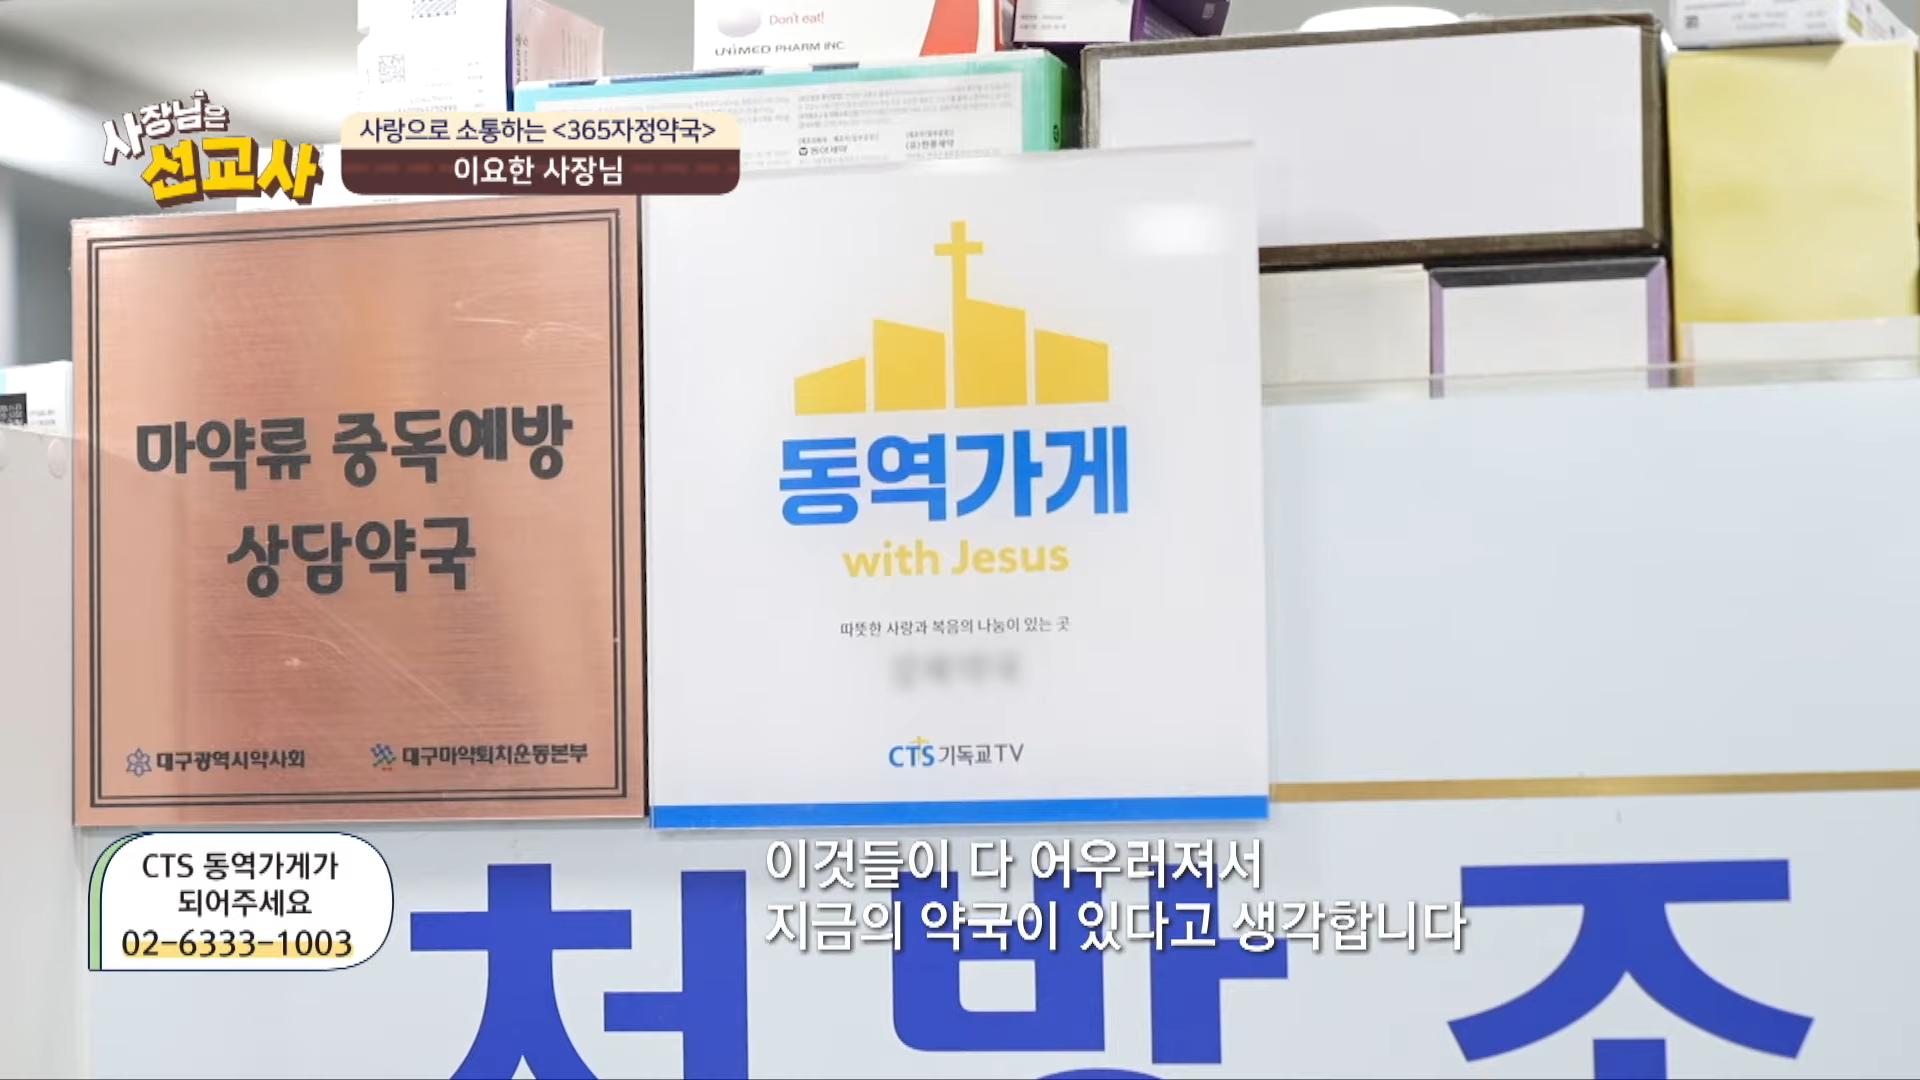 Don't eat!
UNIMED PHARM INC.
사장님은
선교사
사랑으로 소통하는 <365자정약국>
이요한 사장님
마약류 중독예방
상담약국
대구광역시약사회
대구마약퇴치운동본부
동역가게
with Jesus
따뜻한 사랑과 복음의 나눔이 있는 곳
CTS기독교TV
CTS 동역가게가
되어주세요
02-6333-1003
이것들이 다 어우러져서
지금의 약국이 있다고 생각합니다
처방조